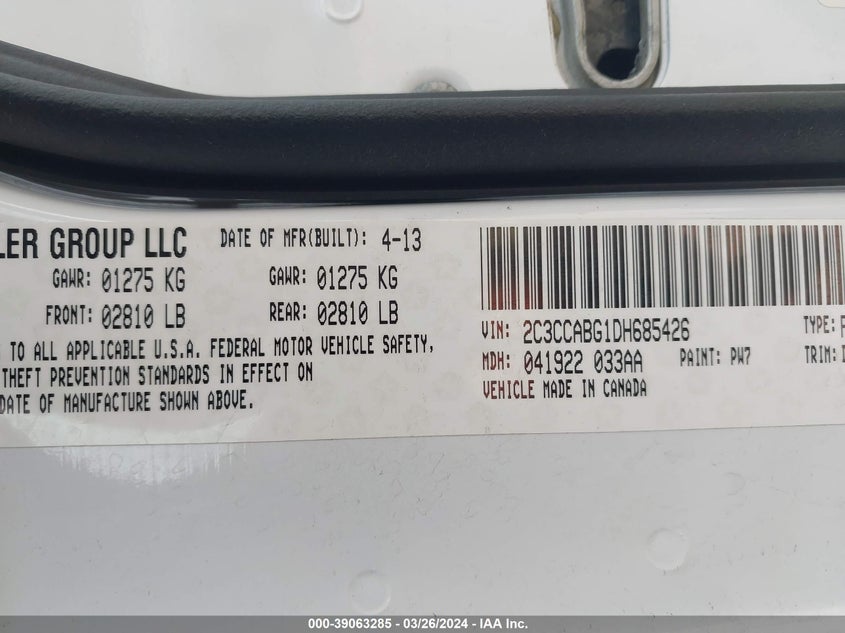 LER GROUP LLC DATE OF MFR(BUILT): 4-13
GAWR: 01275 KG GAWR: 01275 KG
FRONT: 02810 LB REAR: 02810 LB
TO ALL APPLICABLE U.S.A. FEDERAL MOTOR VEHICLE SAFETY,
THEFT PREVENTION STANDARDS IN EFFECT ON
DATE OF MANUFACTURE SHOWN ABOVE.
VIN: 2C3CCABG1DH685426 TYPE:
MDH: 041922 033AA PAINT: PW7 TRIM:
VEHICLE MADE IN CANADA
000-39063285 - 03/26/2024 - IAA Inc.